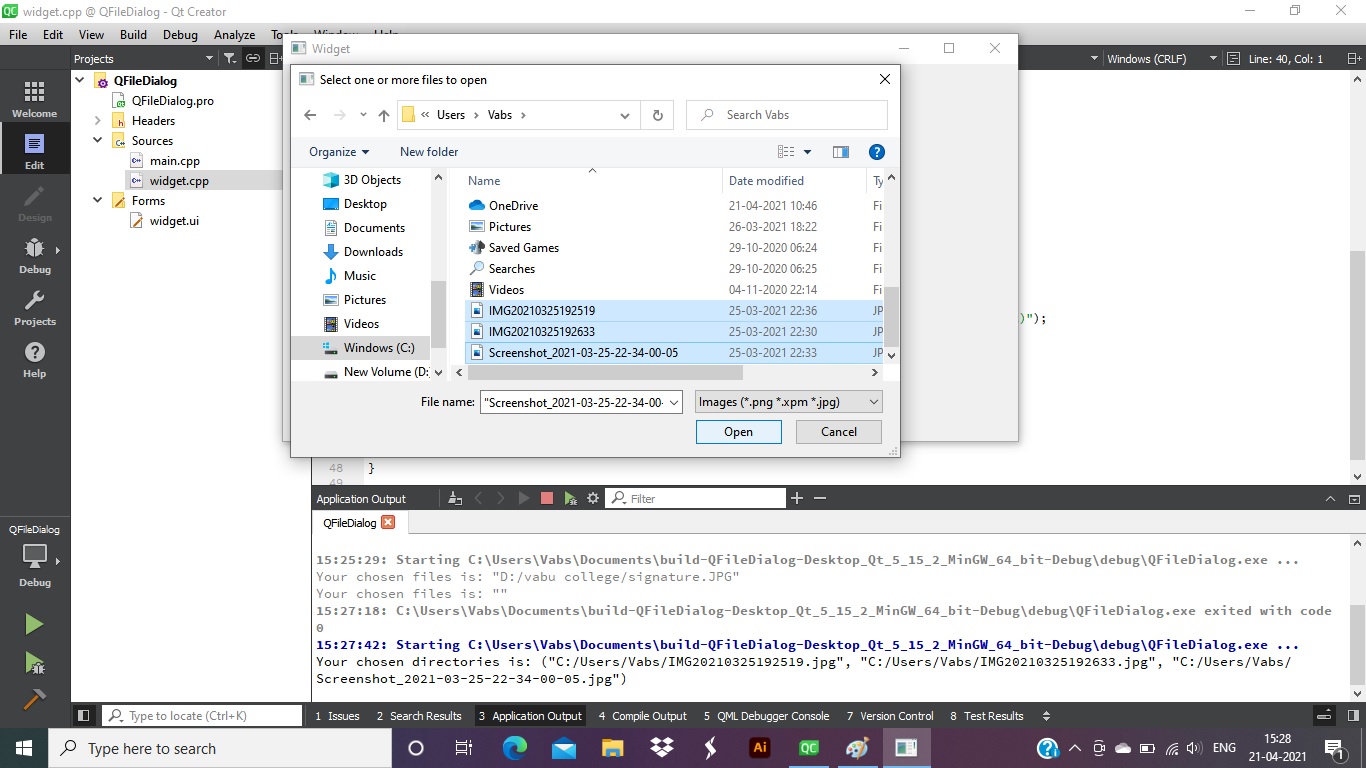 QC widget.cpp @ QFileDialog - Qt Creator
File Edit View Build Debug Analyze
Widget
Projects
Windows (CRLF) Line: 40, Col: 1
Welcome
Edit
Design
Debug
Projects
Help
QFileDialog
Debug
QFileDialog
QFileDialog.pro
Headers
Sources
main.cpp
widget.cpp
Forms
widget.ui
Select one or more files to open
« Users > Vabs >
Search Vabs
Organize New folder
3D Objects
Desktop
Documents
Downloads
Music
Pictures
Videos
Windows (C:)
New Volume (D:
Name Date modified Ty
OneDrive 21-04-2021 10:46 Fi
Pictures 26-03-2021 18:22 Fi
Saved Games 29-10-2020 06:24 Fi
Searches 29-10-2020 06:25 Fi
Videos 04-11-2020 22:14 Fi
IMG20210325192519 25-03-2021 22:36 JP
IMG20210325192633 25-03-2021 22:30 JP
Screenshot_2021-03-25-22-34-00-05 25-03-2021 22:33 JP
File name: "Screenshot_2021-03-25-22-34-00- Images (*.png *.xpm *.jpg)
Open Cancel
)");
48 }
49
Application Output Filter
QFileDialog
15:25:29: Starting C:\Users\Vabs\Documents\build-QFileDialog-Desktop_Qt_5_15_2_MinGW_64_bit-Debug\debug\QFileDialog.exe ...
Your chosen files is: "D:/vabu college/signature.JPG"
Your chosen files is: ""
15:27:18: C:\Users\Vabs\Documents\build-QFileDialog-Desktop_Qt_5_15_2_MinGW_64_bit-Debug\debug\QFileDialog.exe exited with code
0
15:27:42: Starting C:\Users\Vabs\Documents\build-QFileDialog-Desktop_Qt_5_15_2_MinGW_64_bit-Debug\debug\QFileDialog.exe ...
Your chosen directories is: ("C:/Users/Vabs/IMG20210325192519.jpg", "C:/Users/Vabs/IMG20210325192633.jpg", "C:/Users/Vabs/
Screenshot_2021-03-25-22-34-00-05.jpg")
Type to locate (Ctrl+K) 1 Issues 2 Search Results 3 Application Output 4 Compile Output 5 QML Debugger Console 7 Version Control 8 Test Results
Type here to search Ai QC ENG 15:28
21-04-2021 1